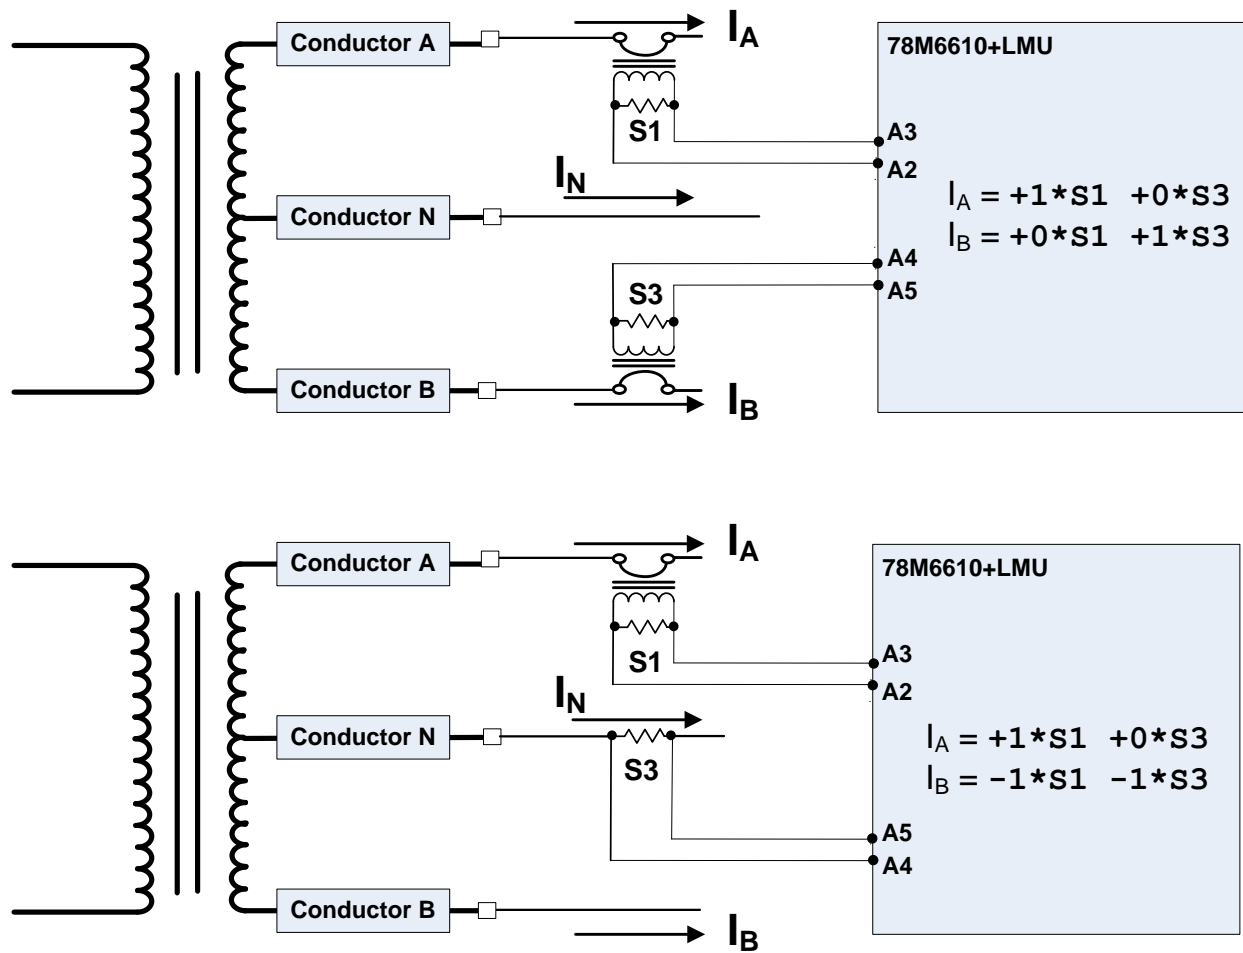 Conductor A
I_A
78M6610+LMU
S1
A3
A2
I_N
I_A = +1*S1 +0*S3
Conductor N
I_B = +0*S1 +1*S3
A4
S3
A5
Conductor B
I_B
Conductor A
I_A
78M6610+LMU
S1
A3
A2
I_N
Conductor N
I_A = +1*S1 +0*S3
S3
I_B = -1*S1 -1*S3
A5
A4
Conductor B
I_B